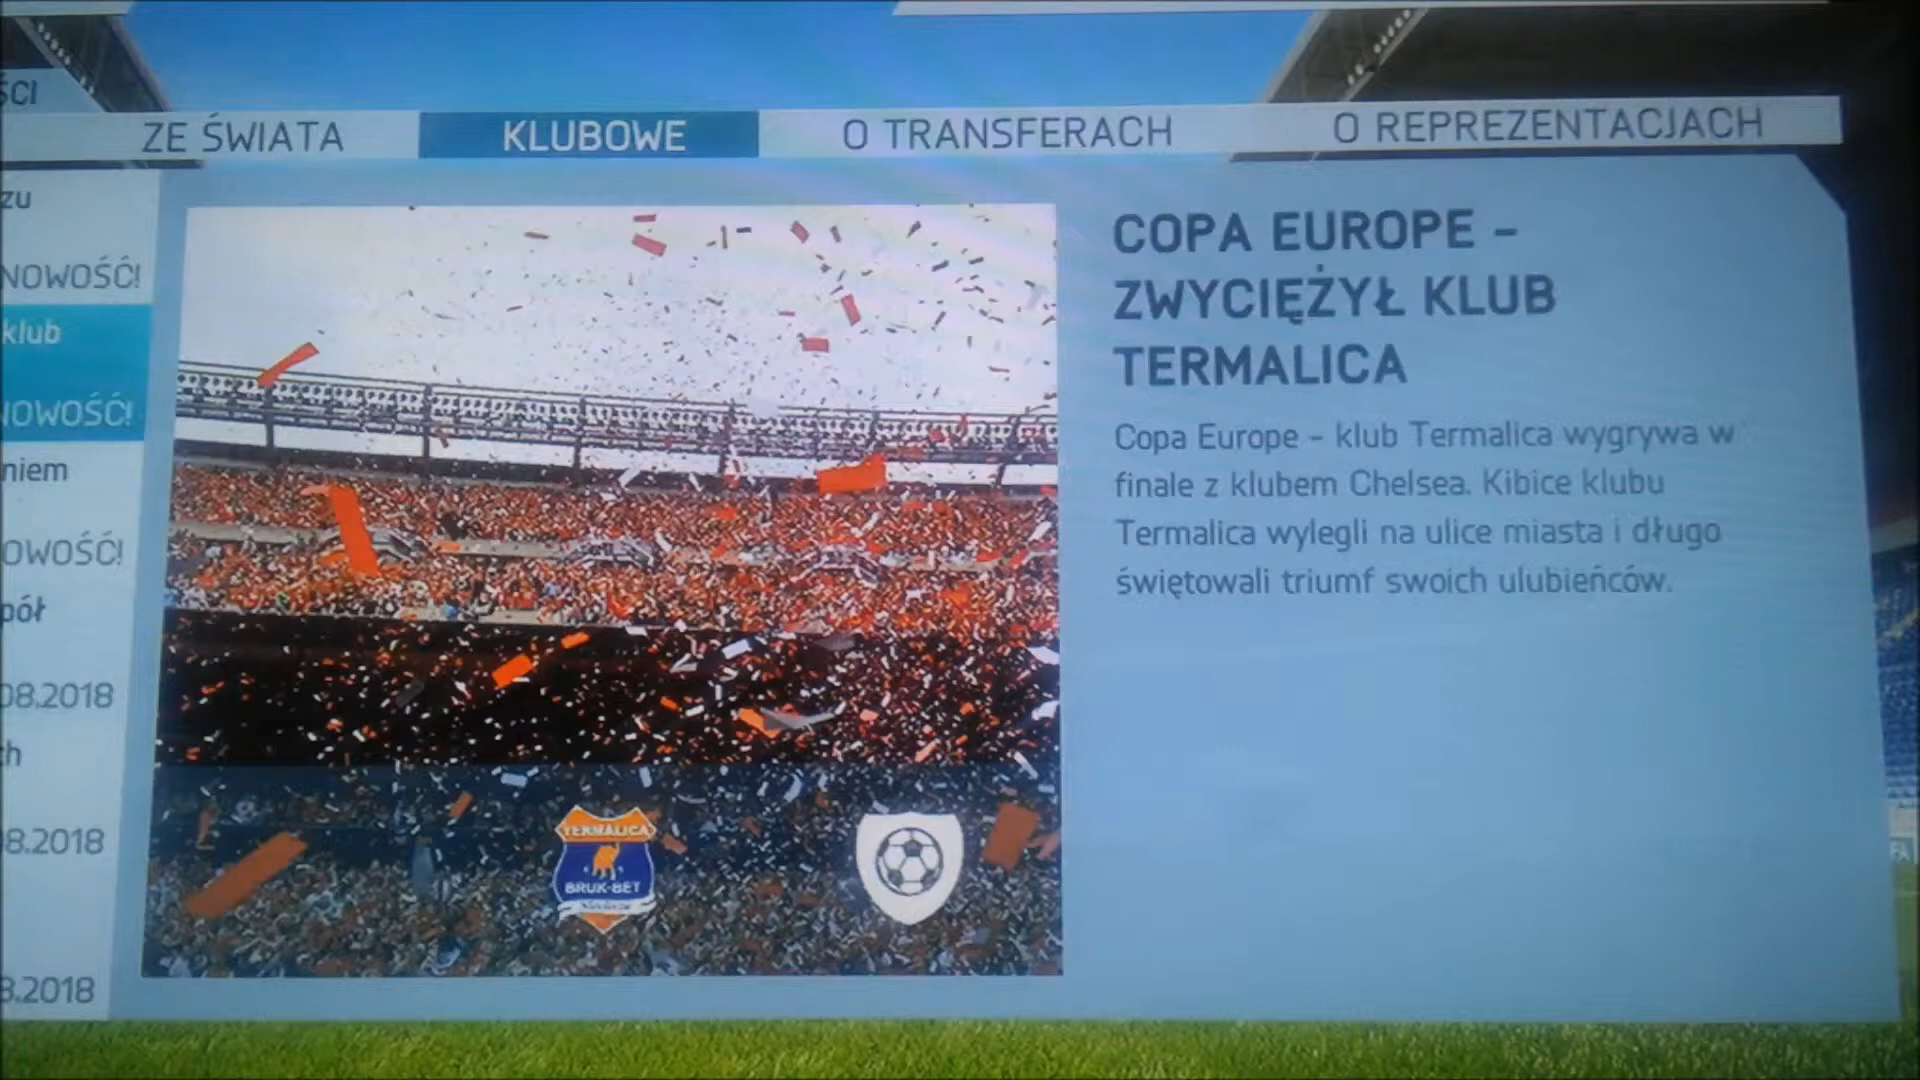 ŚCI
ZE ŚWIATA
KLUBOWE
O TRANSFERACH
O REPREZENTACJACH
zu
NOWOŚĆ!
klub
NOWOŚĆ!
niem
OWOŚĆ!
pół
08.2018
ch
08.2018
8.2018
COPA EUROPE –
ZWYCIĘŻYŁ KLUB
TERMALICA
Copa Europe – klub Termalica wygrywa w
finale z klubem Chelsea. Kibice klubu
Termalica wylegli na ulice miasta i długo
świętowali triumf swoich ulubieńców.
TERMALICA
BRUK-BET